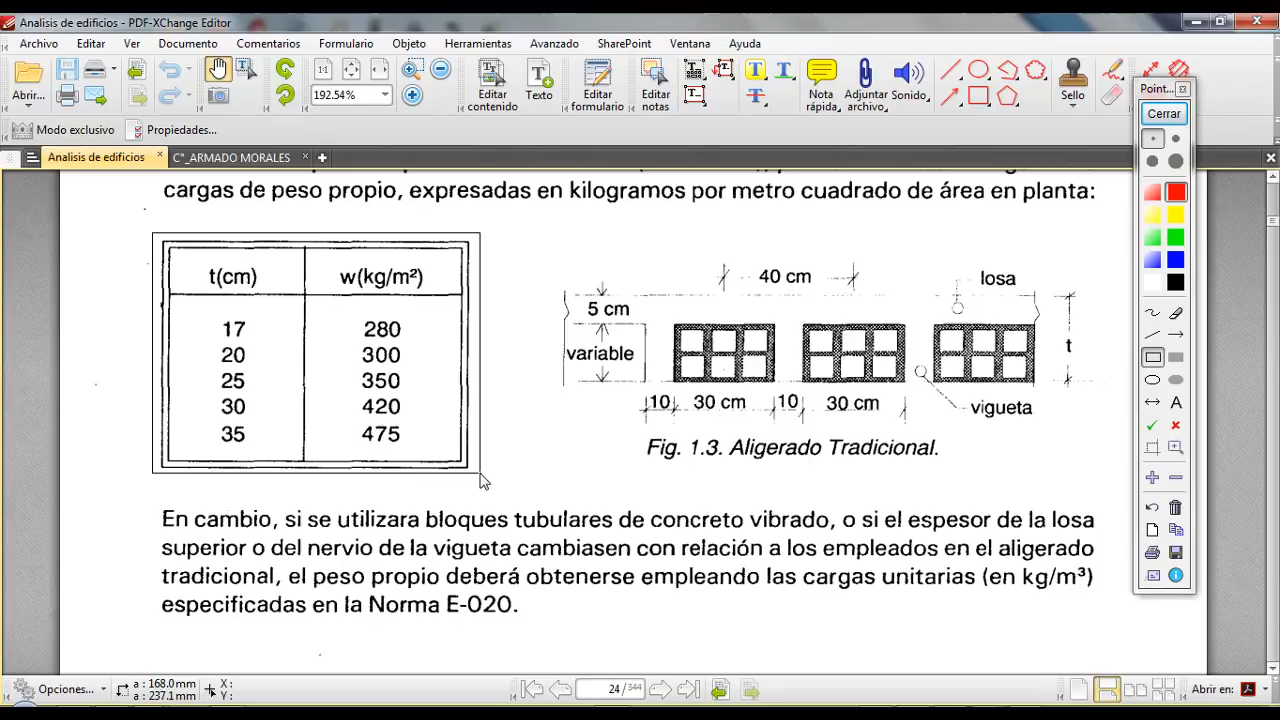 Analisis de edificios - PDF-XChange Editor
Archivo Editar Ver Documento Comentarios Formulario Objeto Herramientas Avanzado SharePoint Ventana Ayuda
Abrir... 192.54% Editar contenido Texto Editar formulario Editar notas Nota rápida, Adjuntar archivo, Sonido, Sello
Modo exclusivo Propiedades...
Analisis de edificios C"_ARMADO MORALES
Point...
Cerrar
cargas de peso propio, expresadas en kilogramos por metro cuadrado de área en planta:
t(cm) w(kg/m²)
17 280
20 300
25 350
30 420
35 475
40 cm losa
5 cm
variable t
10 30 cm 10 30 cm vigueta
Fig. 1.3. Aligerado Tradicional.
En cambio, si se utilizara bloques tubulares de concreto vibrado, o si el espesor de la losa
superior o del nervio de la vigueta cambiasen con relación a los empleados en el aligerado
tradicional, el peso propio deberá obtenerse empleando las cargas unitarias (en kg/m³)
especificadas en la Norma E-020.
Opciones... a : 168.0mm X :
a : 237.1mm Y :
24 / 344
Abrir en: